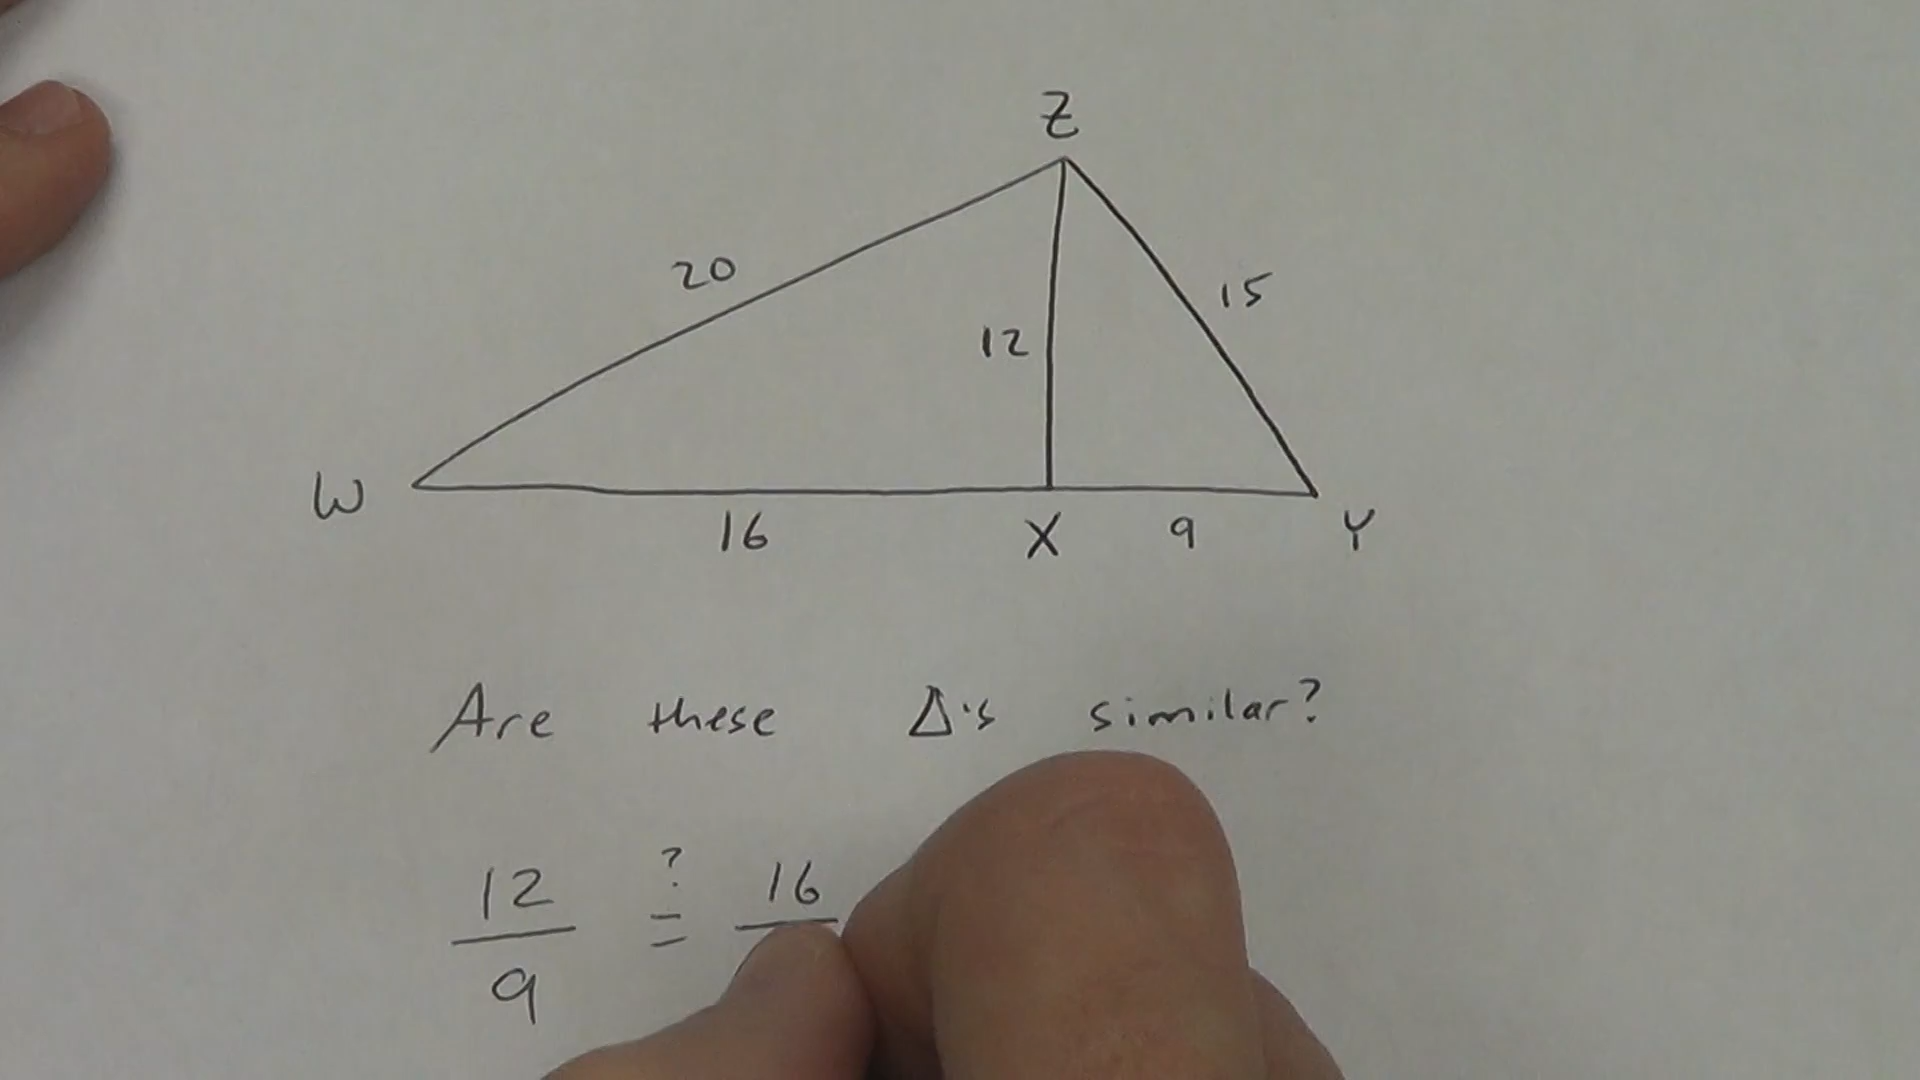 Z
20
15
12
W
16
X
9
Y
Are these Δ's similar?
12/9 ?= 16